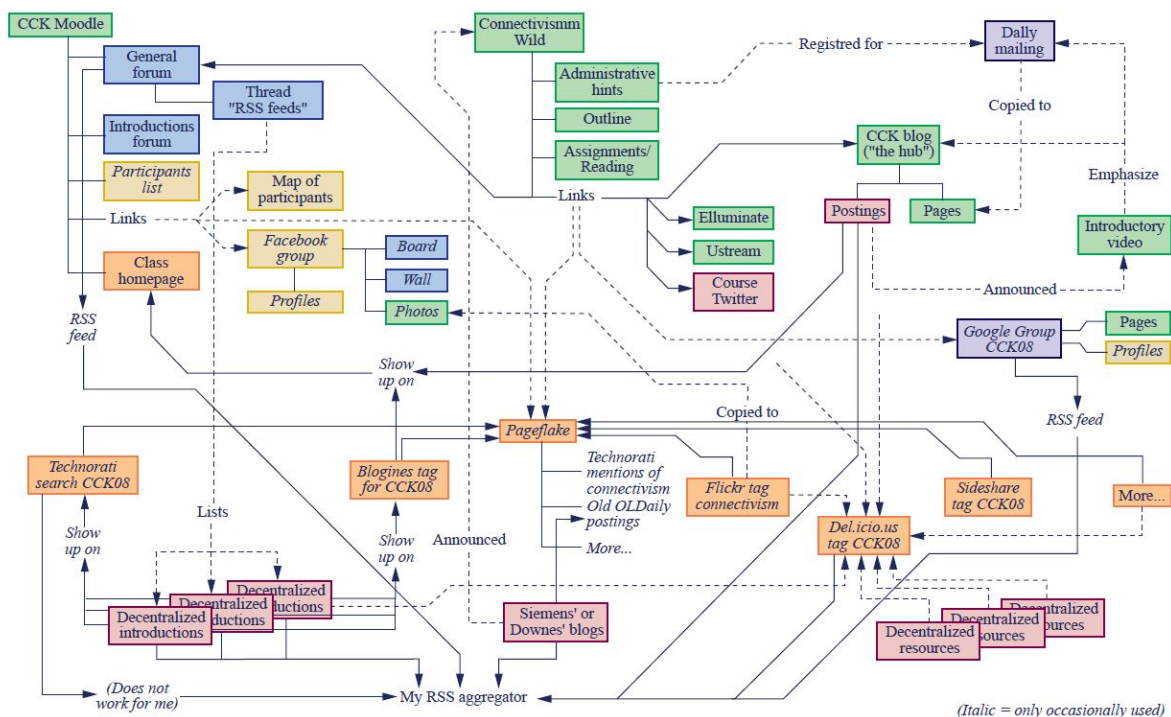 CCK Moodle
General
forum
Thread
"RSS feeds"
Introductions
forum
Participants
list
Links
Class
homepage
Map of
participants
Facebook
group
Profiles
Board
Wall
Photos
Connectivismm
Wild
Administrative
hints
Outline
Assignments/
Reading
Links
Elluminate
Ustream
Course
Twitter
Registred for
Dally
mailing
Copied to
CCK blog
("the hub")
Postings
Pages
Emphasize
Introductory
video
Announced
Google Group
CCK08
Pages
Profiles
RSS
feed
Show
up on
Copied to
RSS feed
Pageflake
Technorati
search CCK08
Bloglines tag
for CCK08
Technorati
mentions of
connectivism
Old OLDaily
postings
More...
Flickr tag
connectivism
Sideshare
tag CCK08
More...
Del.icio.us
tag CCK08
Lists
Show
up on
Show
up on
Announced
Decentralized
introductions
Decentralized
oductions
Decentralized
ductions
Siemens' or
Downes' blogs
Decentralized
resources
Decentralized
sources
Decentralized
ources
(Does not
work for me)
My RSS aggregator
(Italic = only occasionally used)